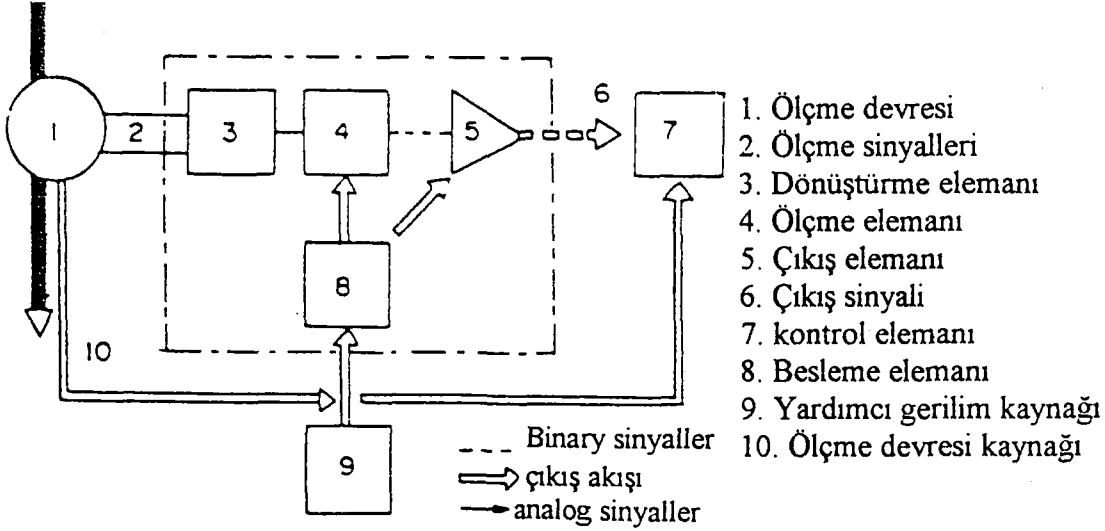 1
2
3
4
5
6
7
8
9
10
1. Ölçme devresi
2. Ölçme sinyalleri
3. Dönüştürme elemanı
4. Ölçme elemanı
5. Çıkış elemanı
6. Çıkış sinyali
7. kontrol elemanı
8. Besleme elemanı
9. Yardımcı gerilim kaynağı
10. Ölçme devresi kaynağı
Binary sinyaller
çıkış akışı
analog sinyaller